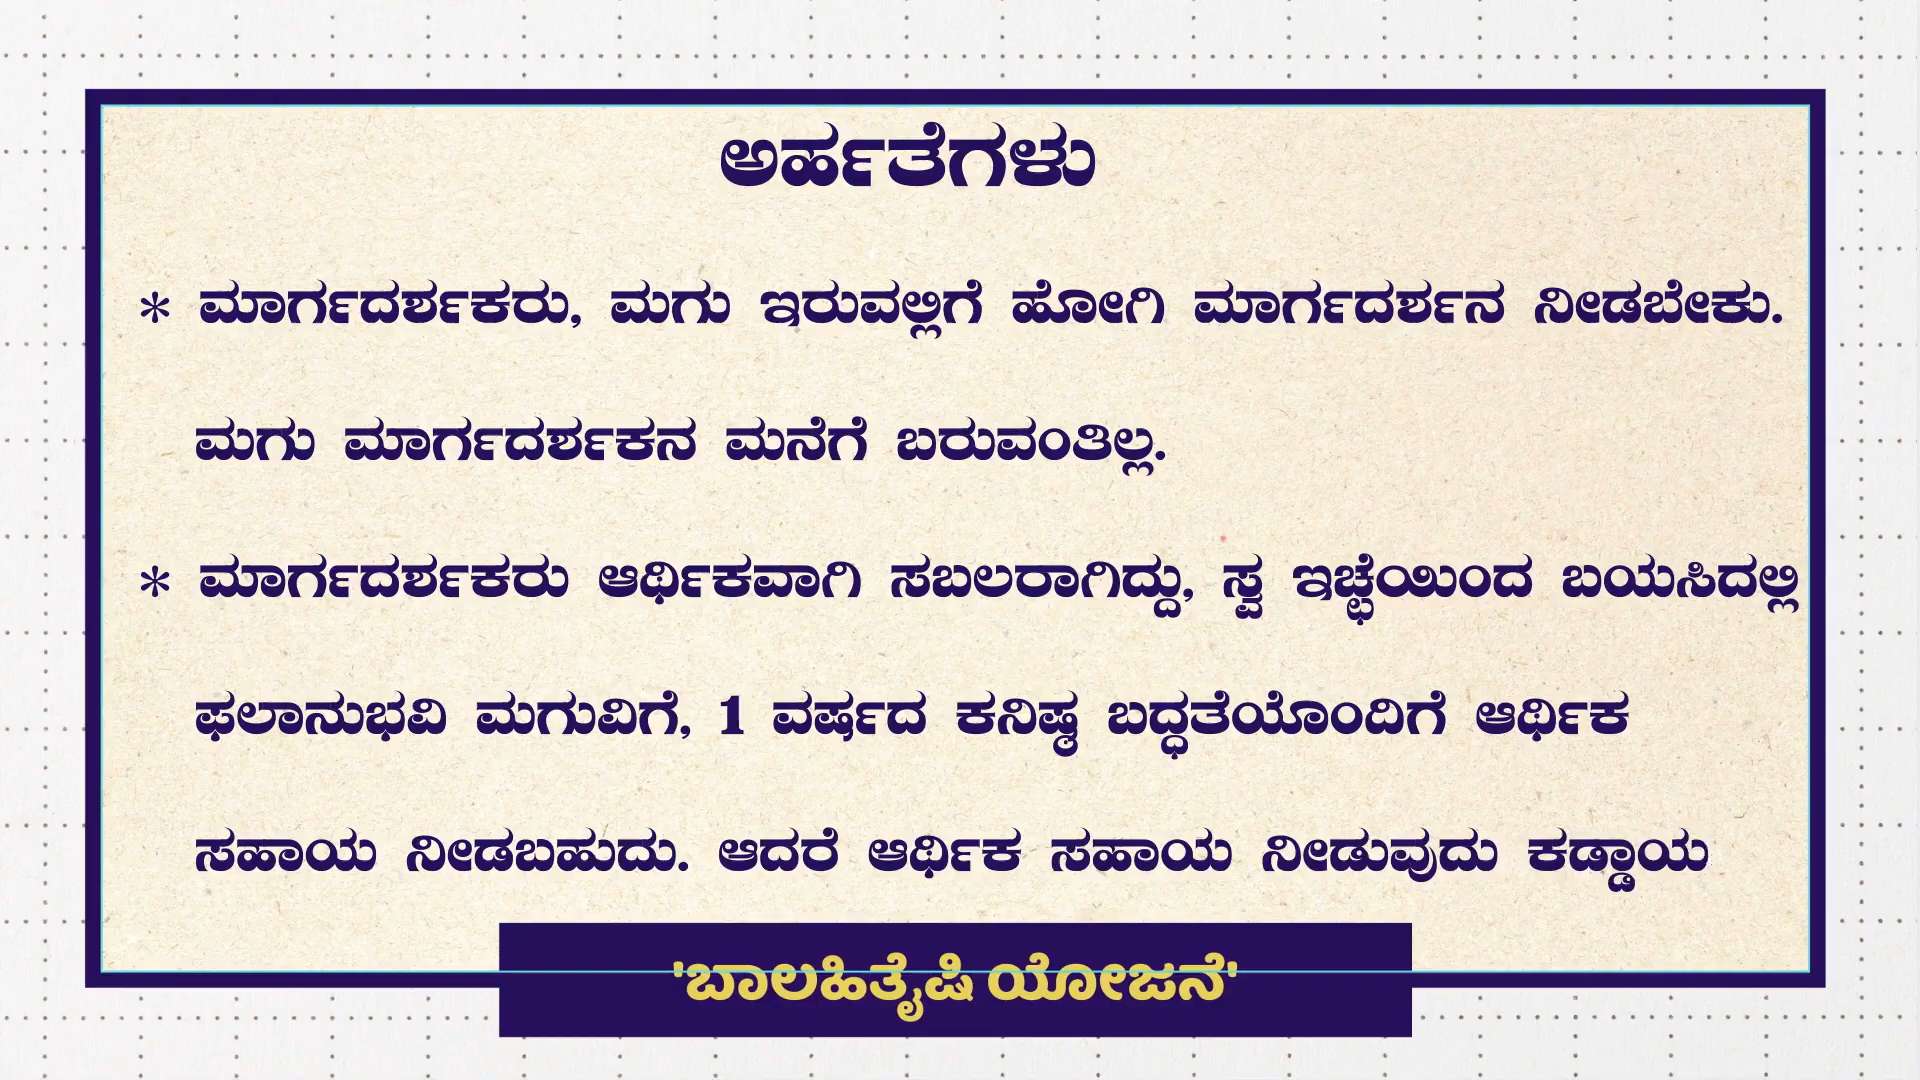 ಅರ್ಹತೆಗಳು
* ಮಾರ್ಗದರ್ಶಕರು, ಮಗು ಇರುವಲ್ಲಿಗೆ ಹೋಗಿ ಮಾರ್ಗದರ್ಶನ ನೀಡಬೇಕು.
ಮಗು ಮಾರ್ಗದರ್ಶಕನ ಮನೆಗೆ ಬರುವಂತಿಲ್ಲ.
* ಮಾರ್ಗದರ್ಶಕರು ಆರ್ಥಿಕವಾಗಿ ಸಬಲರಾಗಿದ್ದು, ಸ್ವ ಇಚ್ಛೆಯಿಂದ ಬಯಸಿದಲ್ಲಿ
ಫಲಾನುಭವಿ ಮಗುವಿಗೆ, 1 ವರ್ಷದ ಕನಿಷ್ಠ ಬದ್ಧತೆಯೊಂದಿಗೆ ಆರ್ಥಿಕ
ಸಹಾಯ ನೀಡಬಹುದು. ಆದರೆ ಆರ್ಥಿಕ ಸಹಾಯ ನೀಡುವುದು ಕಡ್ಡಾಯ
'ಬಾಲಹಿತೈಷಿ ಯೋಜನೆ'